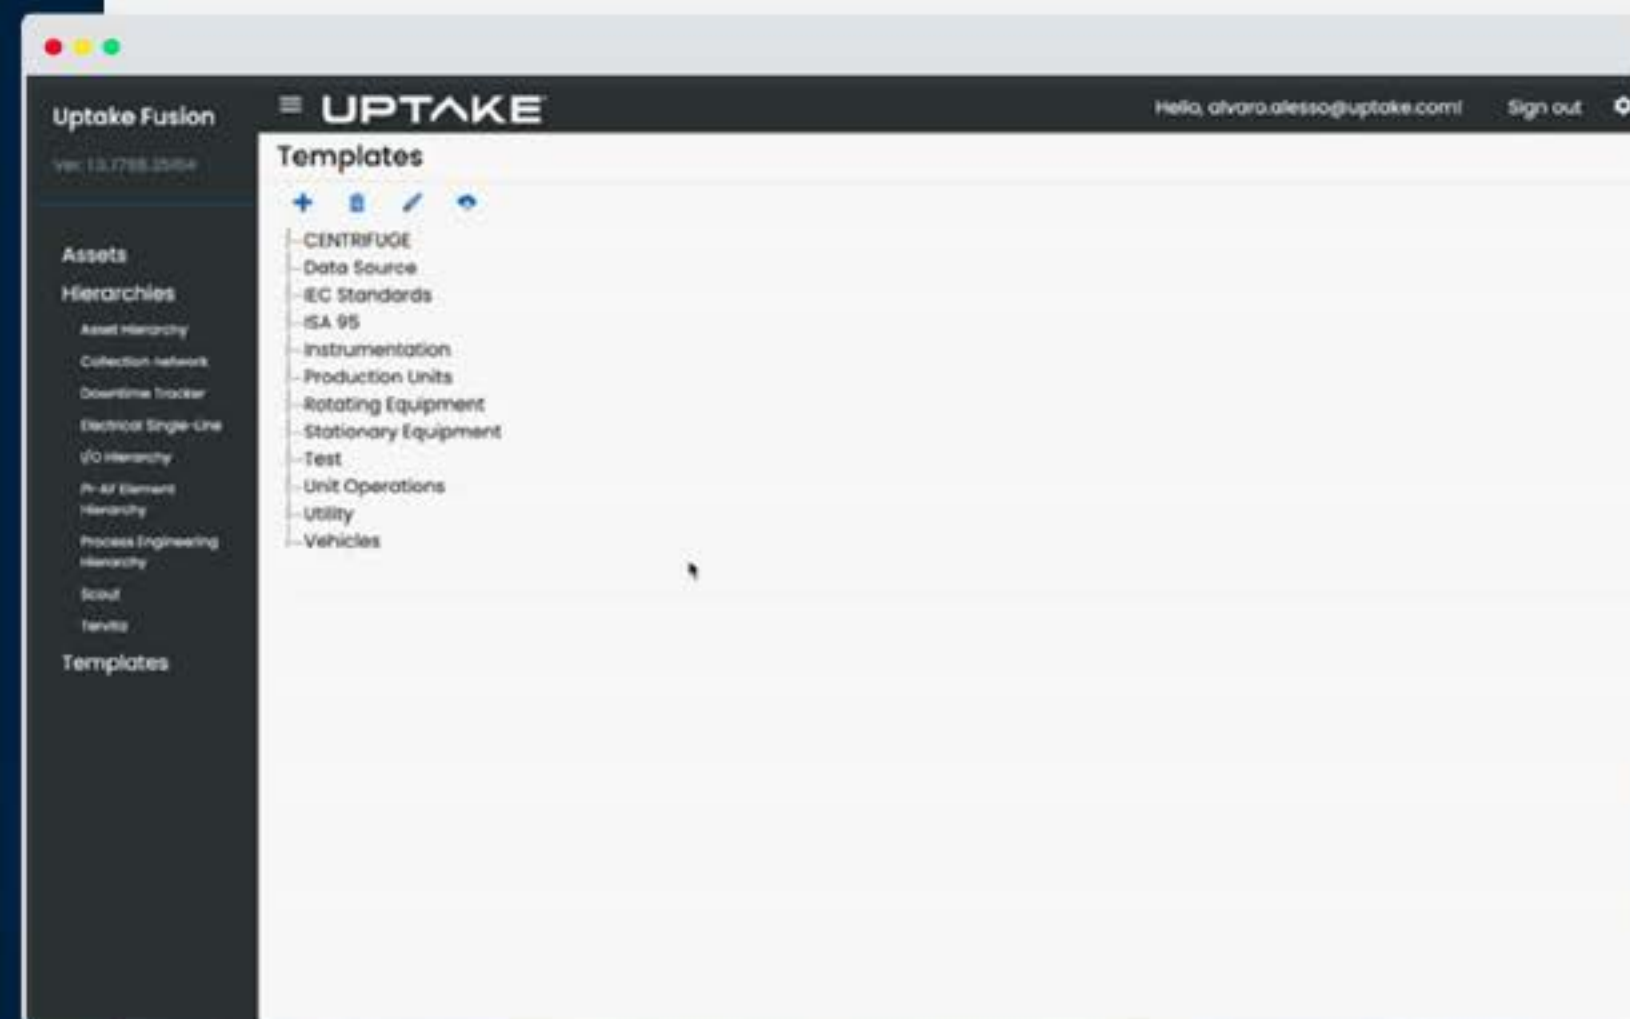 Uptake Fusion
UPTAKE
Hello, alvaro.alesso@uptake.com!
Sign out
Templates
Assets
Hierarchies
Asset Hierarchy
Collection network
Downtime Tracker
Electrical Single-Line
I/O Hierarchy
PI-AF Element
Hierarchy
Process Engineering
Hierarchy
Scout
Tervita
Templates
CENTRIFUGE
Data Source
IEC Standards
ISA 95
Instrumentation
Production Units
Rotating Equipment
Stationary Equipment
Test
Unit Operations
Utility
Vehicles